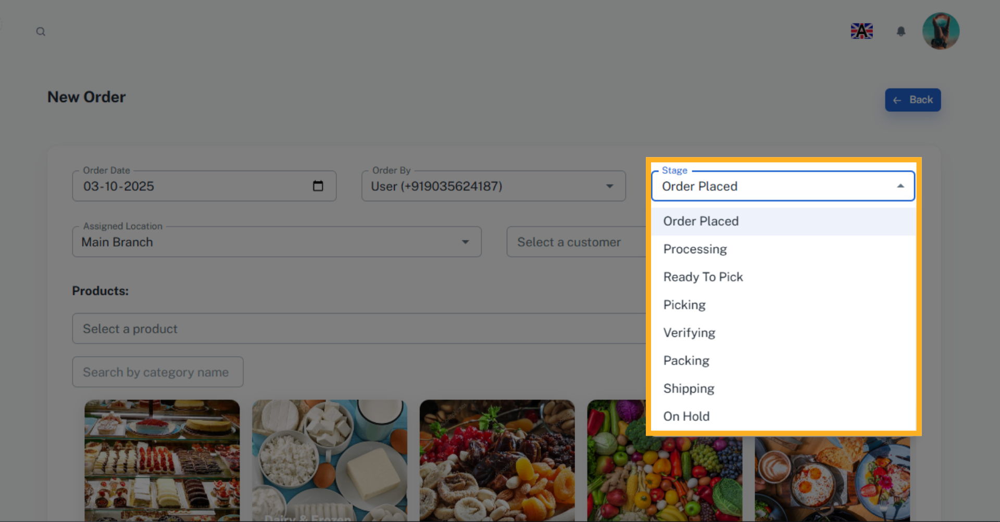 A
New Order
Back
Order Date
03-10-2025
Order By
User (+919035624187)
Stage
Order Placed
Assigned Location
Main Branch
Select a customer
Order Placed
Processing
Ready To Pick
Picking
Verifying
Packing
Shipping
On Hold
Products:
Select a product
Search by category name
Dairy & Frozen